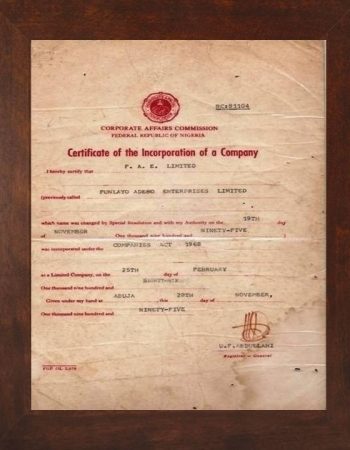 RC:81104
CORPORATE AFFAIRS COMMISSION
FEDERAL REPUBLIC OF NIGERIA
Certificate of the Incorporation of a Company
F. A. E. LIMITED
I hereby certify that
FUNLAYO ADEBO ENTERPRISES LIMITED
(previously called
which name was changed by Special Resolution and with my Authority on the 19TH day
of NOVEMBER One thousand nine hundred and NINETY-FIVE
was incorporated under the COMPANIES ACT 1968
as a Limited Company, on the 25TH day of FEBRUARY
One thousand nine hundred and
Given under my hand at ABUJA this day of NOVEMBER,
One thousand nine hundred and NINETY-FIVE
Registrar - General